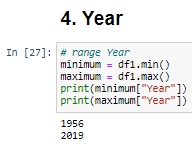 4. Year
In [27]: # range Year
minimum = df1.min()
maximum = df1.max()
print(minimum["Year"])
print(maximum["Year"])
1956
2019